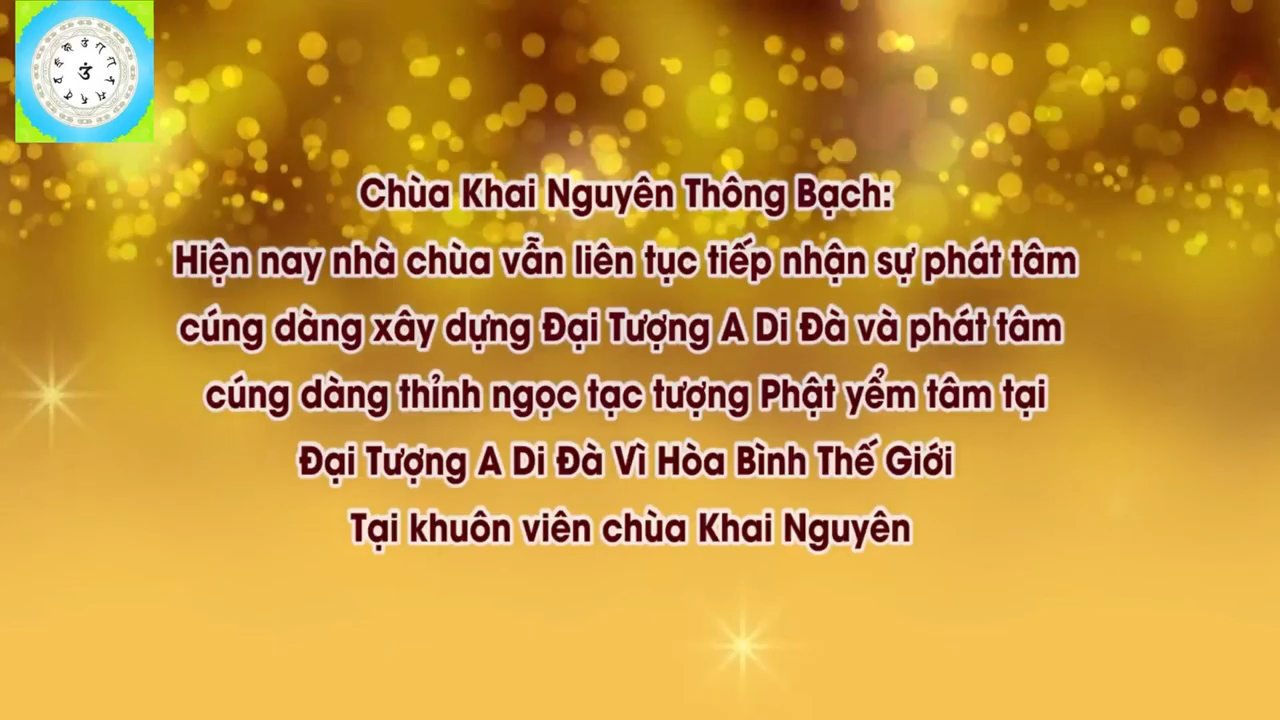 Chùa Khai Nguyên Thông Bạch:
Hiện nay nhà chùa vẫn liên tục tiếp nhận sự phát tâm
cúng dàng xây dựng Đại Tượng A Di Đà và phát tâm
cúng dàng thỉnh ngọc tạc tượng Phật yểm tâm tại
Đại Tượng A Di Đà Vì Hòa Bình Thế Giới
Tại khuôn viên chùa Khai Nguyên